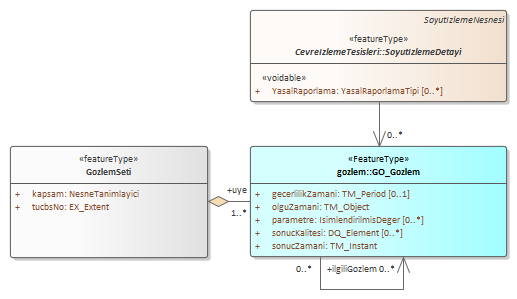 SoyutIzlemeNesnesi
«featureType»
CevreIzlemeTesisleri::SoyutIzlemeDetayi
«voidable»
+ YasalRaporlama: YasalRaporlamaTipi [0..*]
0..*
«featureType»
GozlemSeti
+ kapsam: NesneTanimlayici
+ tucbsNo: EX_Extent
+uye
1..*
«FeatureType»
gozlem::GO_Gozlem
+ gecerlilikZamani: TM_Period [0..1]
+ olguZamani: TM_Object
+ parametre: IsimlendirilmisDeger [0..*]
+ sonucKalitesi: DQ_Element [0..*]
+ sonucZamani: TM_Instant
0..*
+ilgiliGozlem 0..*